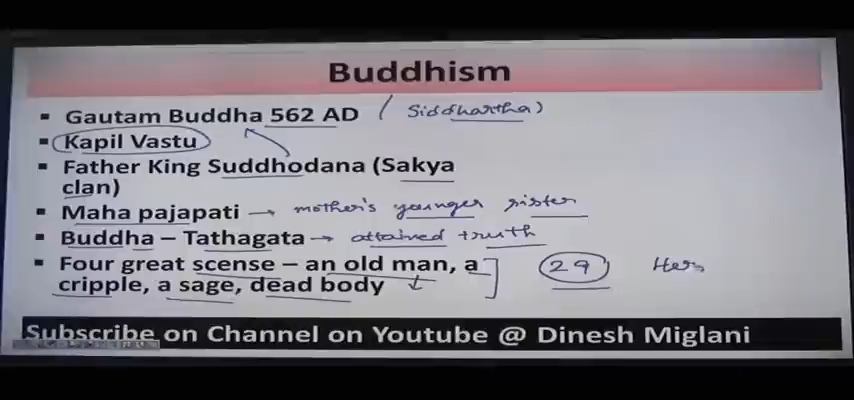 Buddhism
▪ Gautam Buddha 562 AD ( Siddhartha)
▪ Kapil Vastu
▪ Father King Suddhodana (Sakya
clan)
▪ Maha pajapati → mother's younger sister
▪ Buddha – Tathagata → attained truth
▪ Four great scense – an old man, a
cripple, a sage, dead body ] 29 Hers
Subscribe on Channel on Youtube @ Dinesh Miglani